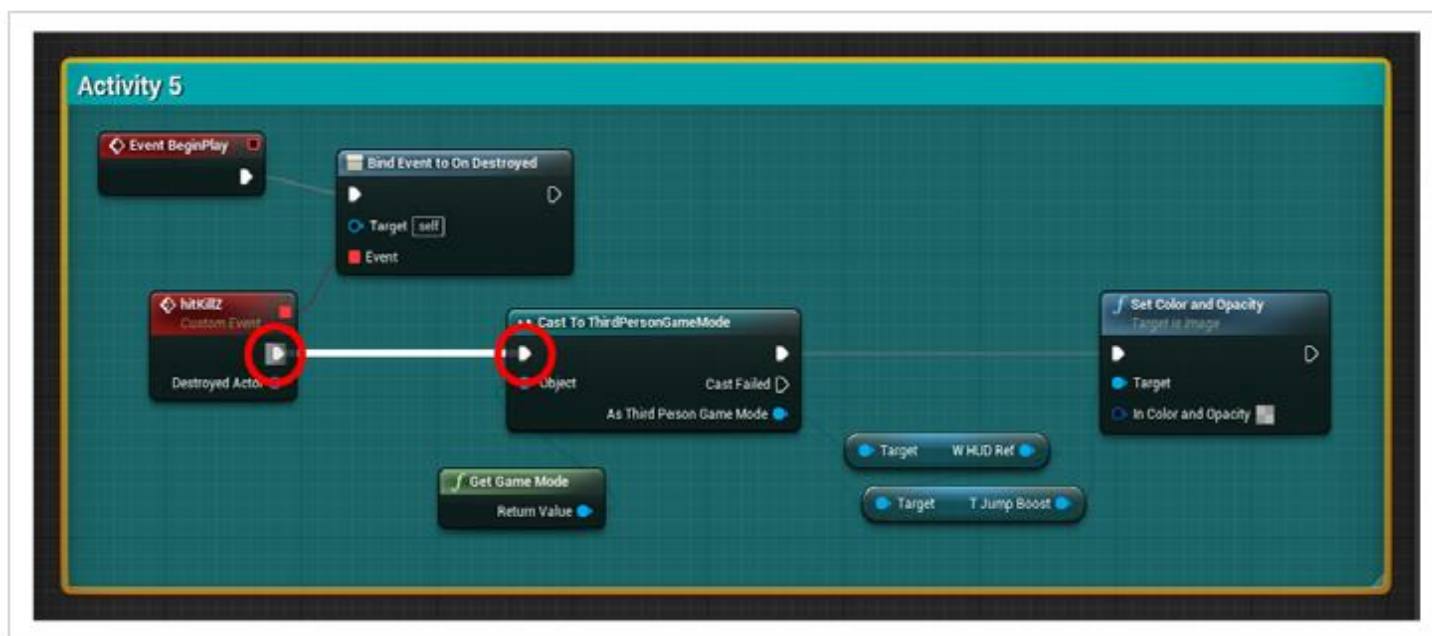 Activity 5
Event BeginPlay
Bind Event to On Destroyed
Target self
Event
hitKillZ
Custom Event
Destroyed Actor
Cast To ThirdPersonGameMode
Object
Cast Failed
As Third Person Game Mode
Get Game Mode
Return Value
Target W HUD Ref
Target T Jump Boost
f Set Color and Opacity
Target is Image
Target
In Color and Opacity